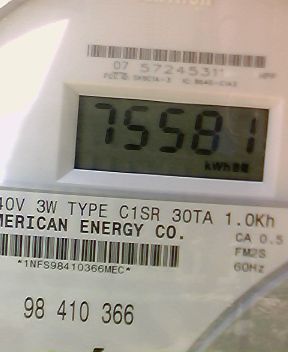 07 57245311
75581
kWh
40V 3W TYPE C1SR 30TA 1.0Kh
MERICAN ENERGY CO.
CA 0.5
FM2S
60Hz
*1NFS98410366MEC*
98 410 366